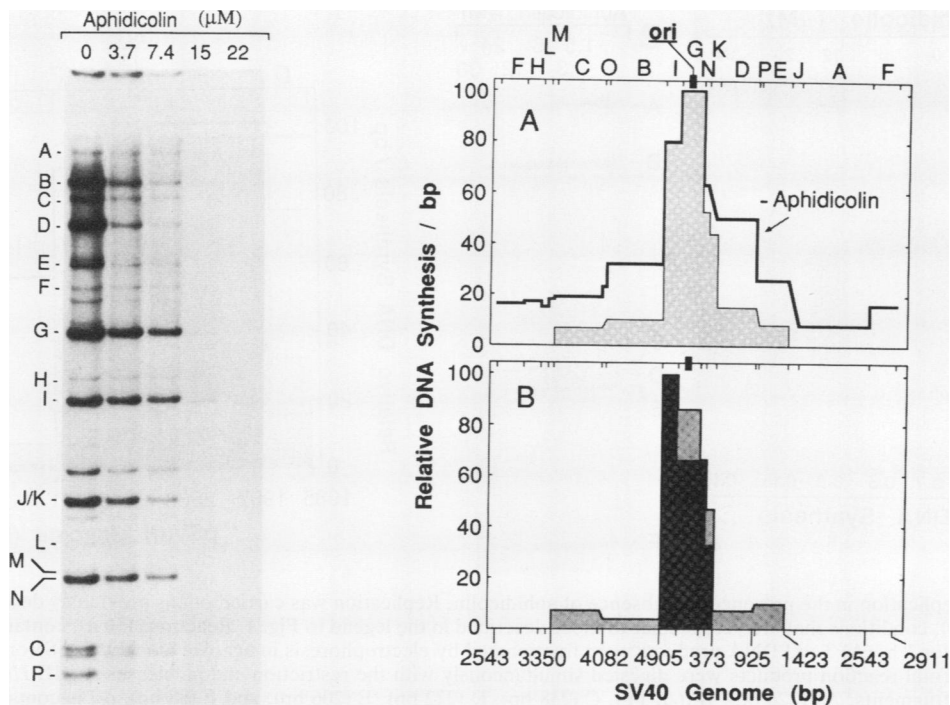 Aphidicolin (μM)
0 3.7 7.4 15 22
A
B
C
D
E
F
G
H
I
J/K
L
M
N
O
P
ori
L M G K
F H C O B I N D P E J A F
A
100
80
60
40
20
0
- Aphidicolin
B
100
80
60
40
20
0
Relative DNA Synthesis / bp
2543 3350 4082 4905 373 925 1423 2543 2911
SV40 Genome (bp)